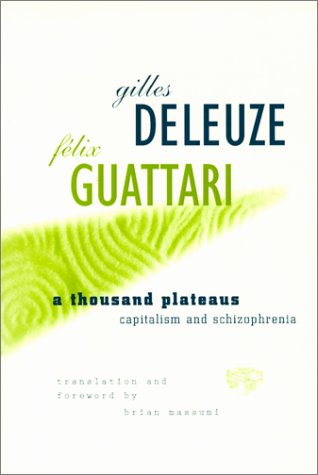 gilles
DELEUZE
félix
GUATTARI
a thousand plateaus
capitalism and schizophrenia
translation and
foreword by
brian massumi